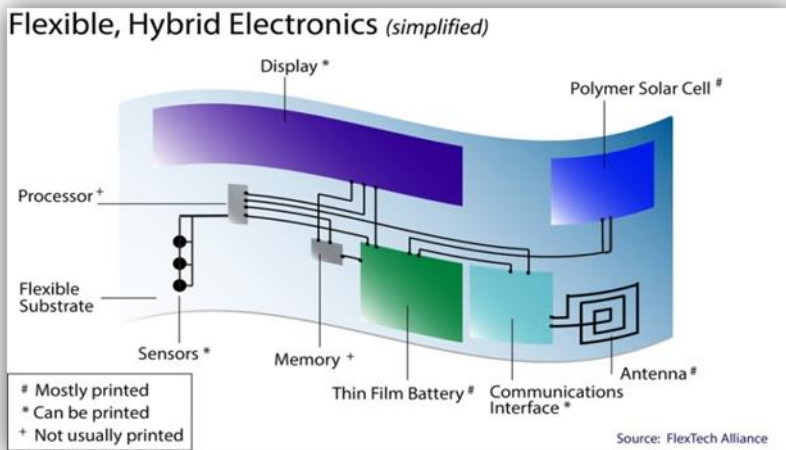 Flexible, Hybrid Electronics (simplified)
Display *
Polymer Solar Cell #
Processor +
Flexible
Substrate
Sensors *
Memory +
Thin Film Battery #
Communications
Interface *
Antenna #
# Mostly printed
* Can be printed
+ Not usually printed
Source: FlexTech Alliance